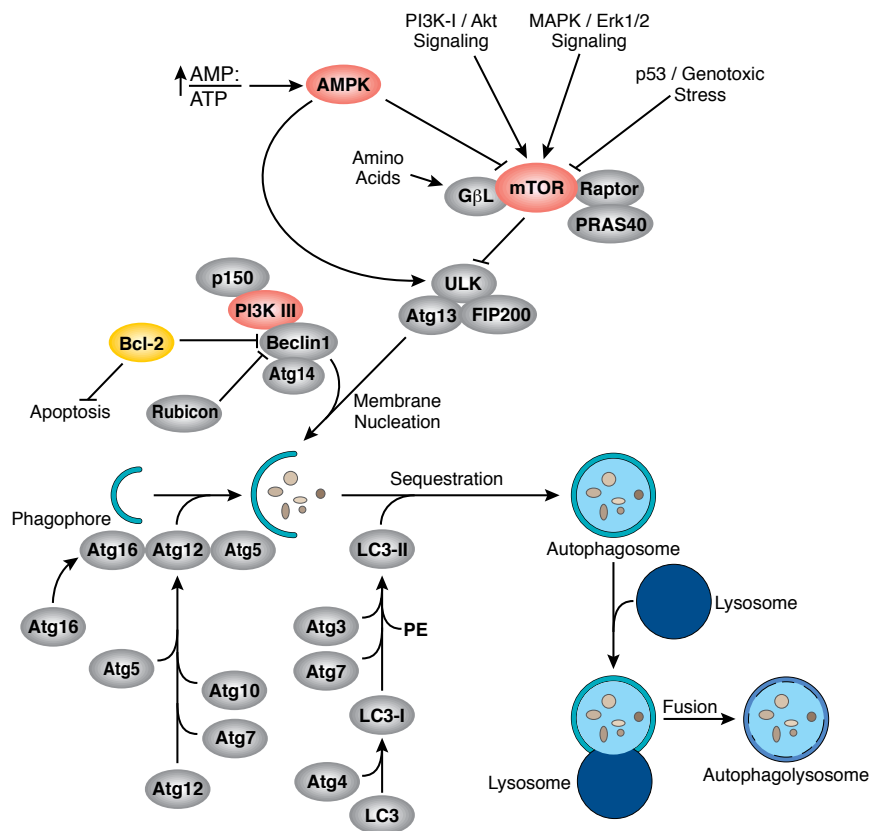 PI3K-I / Akt
Signaling
MAPK / Erk1/2
Signaling
AMP:
ATP
AMPK
p53 / Genotoxic
Stress
Amino
Acids
GβL
mTOR
Raptor
PRAS40
p150
PI3K III
ULK
Atg13
FIP200
Bcl-2
Beclin1
Atg14
Apoptosis
Rubicon
Membrane
Nucleation
Phagophore
Sequestration
Atg16
Atg12
Atg5
LC3-II
Autophagosome
Atg16
Atg3
PE
Lysosome
Atg5
Atg7
Atg10
LC3-I
Fusion
Atg7
Atg12
Atg4
LC3
Lysosome
Autophagolysosome